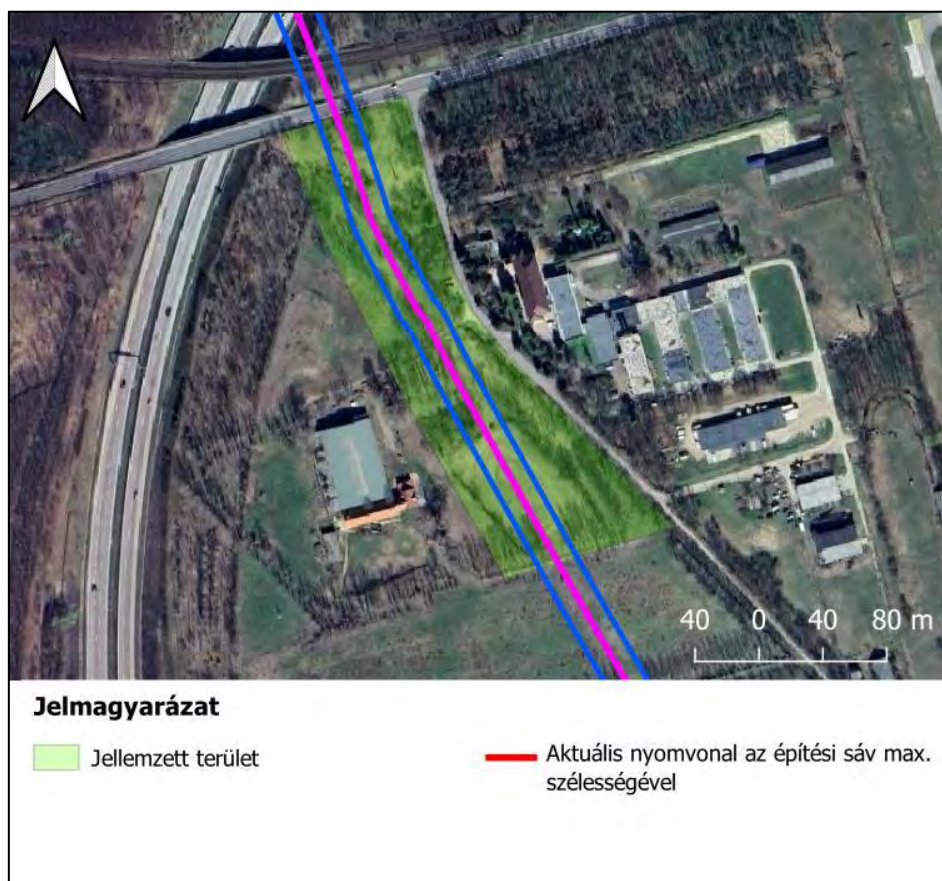 40 0 40 80 m
Jelmagyarázat
Jellemzett terület
Aktuális nyomvonal az építési sáv max.
szélességével